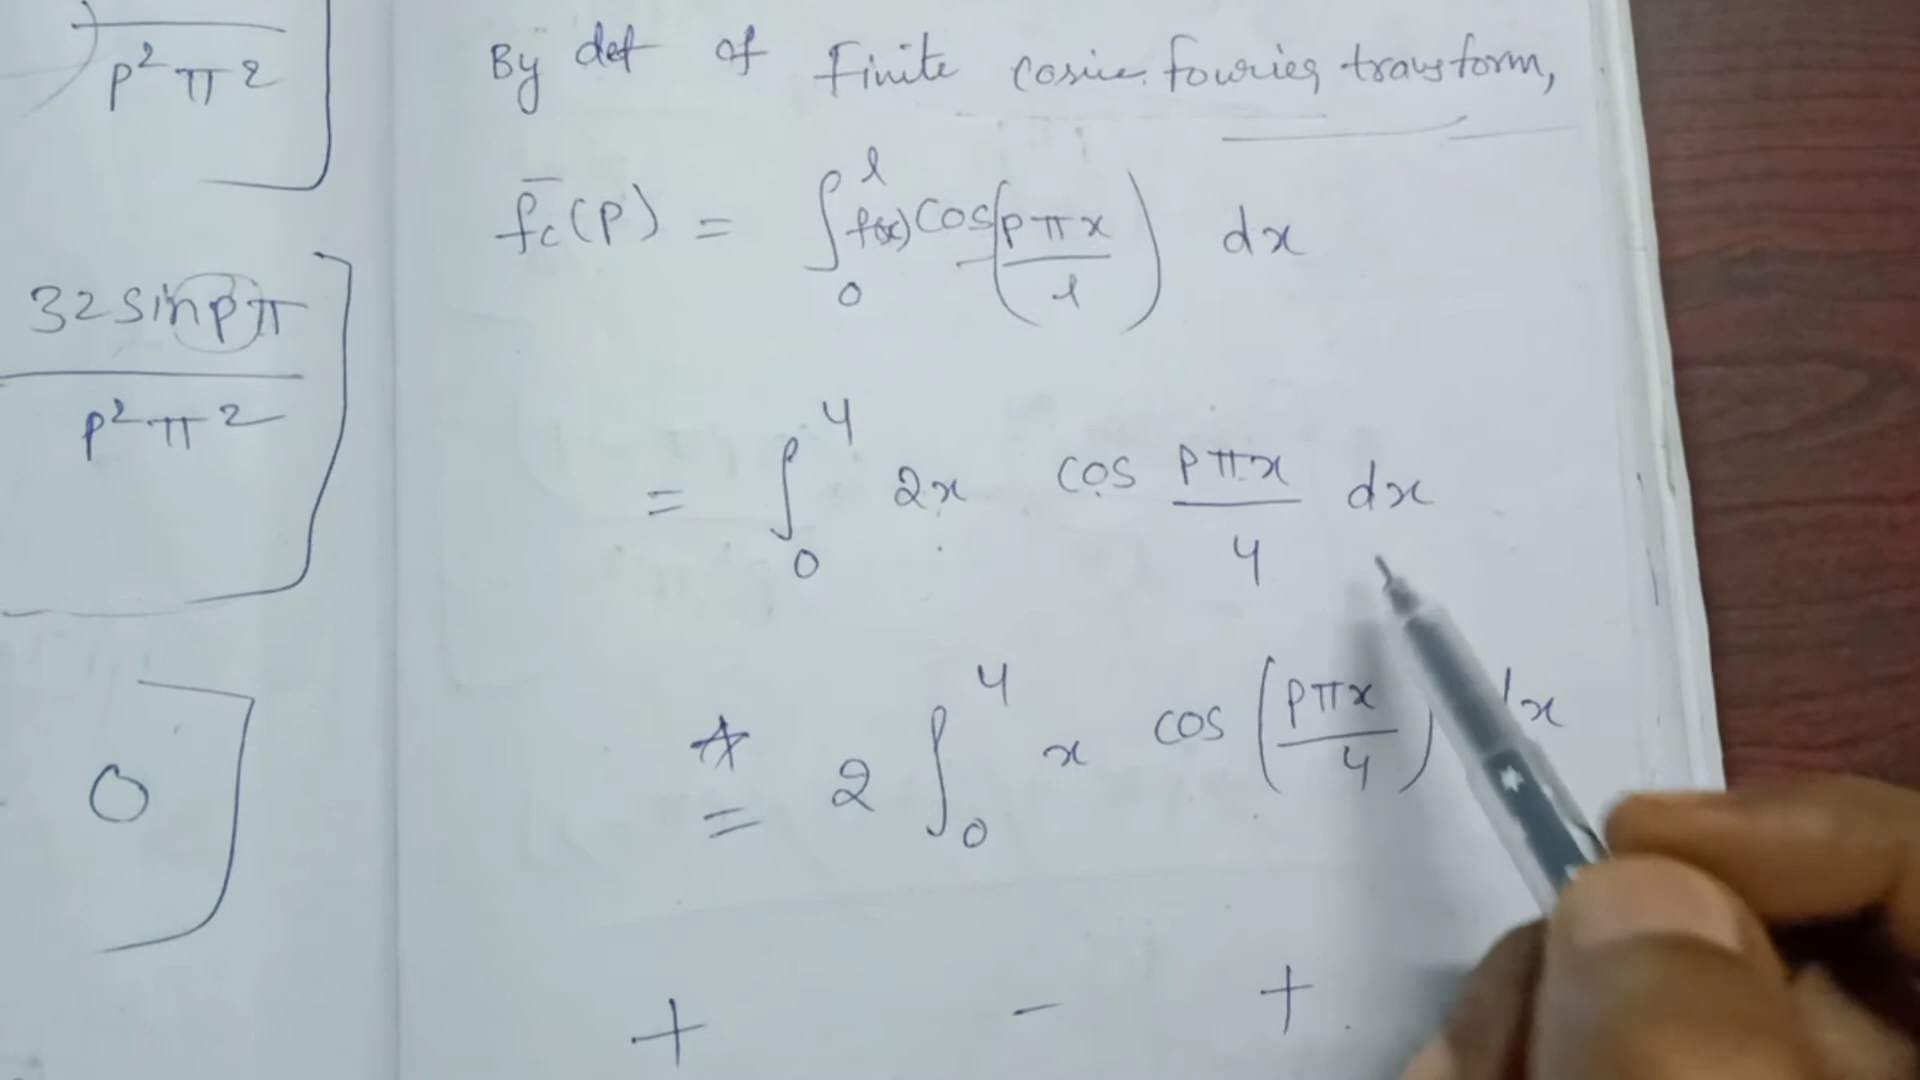 p²π²
32 sin pπ
p²π²
0
By def of Finite cosine fourier transform,
f̄c(p) = ∫₀ˡ f(x) cos(pπx/l) dx
= ∫₀⁴ 2x cos pπx/4 dx
☆ = 2 ∫₀⁴ x cos (pπx/4) dx
+ − +